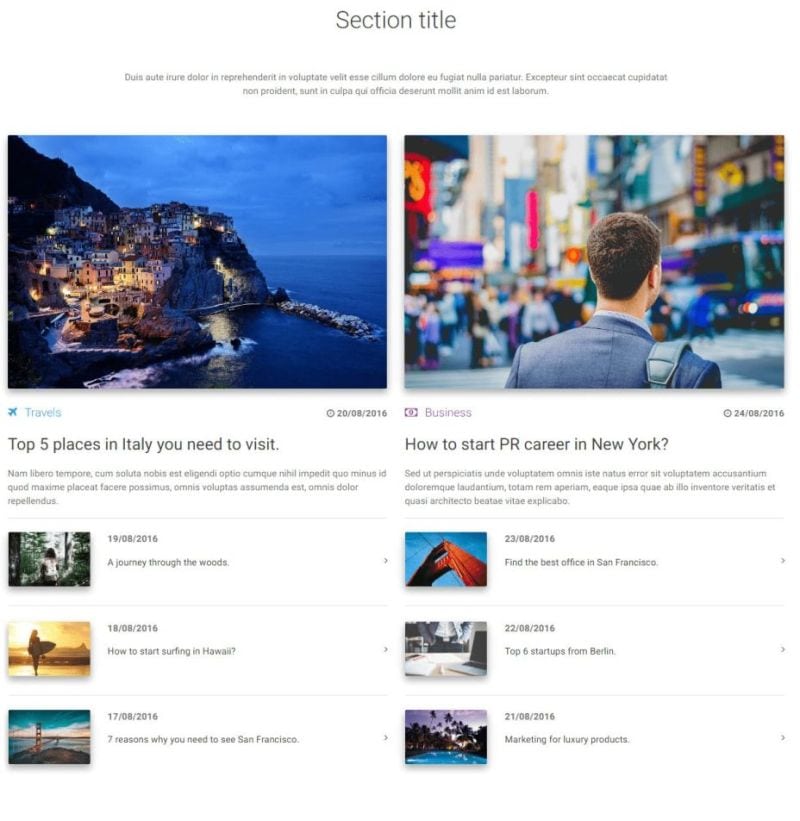 Section title
Duis aute irure dolor in reprehenderit in voluptate velit esse cillum dolore eu fugiat nulla pariatur. Excepteur sint occaecat cupidatat
non proident, sunt in culpa qui officia deserunt mollit anim id est laborum.
Travels
20/08/2016
Top 5 places in Italy you need to visit.
Nam libero tempore, cum soluta nobis est eligendi optio cumque nihil impedit quo minus id
quod maxime placeat facere possimus, omnis voluptas assumenda est, omnis dolor
repellendus.
19/08/2016
A journey through the woods.
18/08/2016
How to start surfing in Hawaii?
17/08/2016
7 reasons why you need to see San Francisco.
Business
24/08/2016
How to start PR career in New York?
Sed ut perspiciatis unde voluptatem omnis iste natus error sit voluptatem accusantium
doloremque laudantium, totam rem aperiam, eaque ipsa quae ab illo inventore veritatis et
quasi architecto beatae vitae explicabo.
23/08/2016
Find the best office in San Francisco.
22/08/2016
Top 6 startups from Berlin.
21/08/2016
Marketing for luxury products.